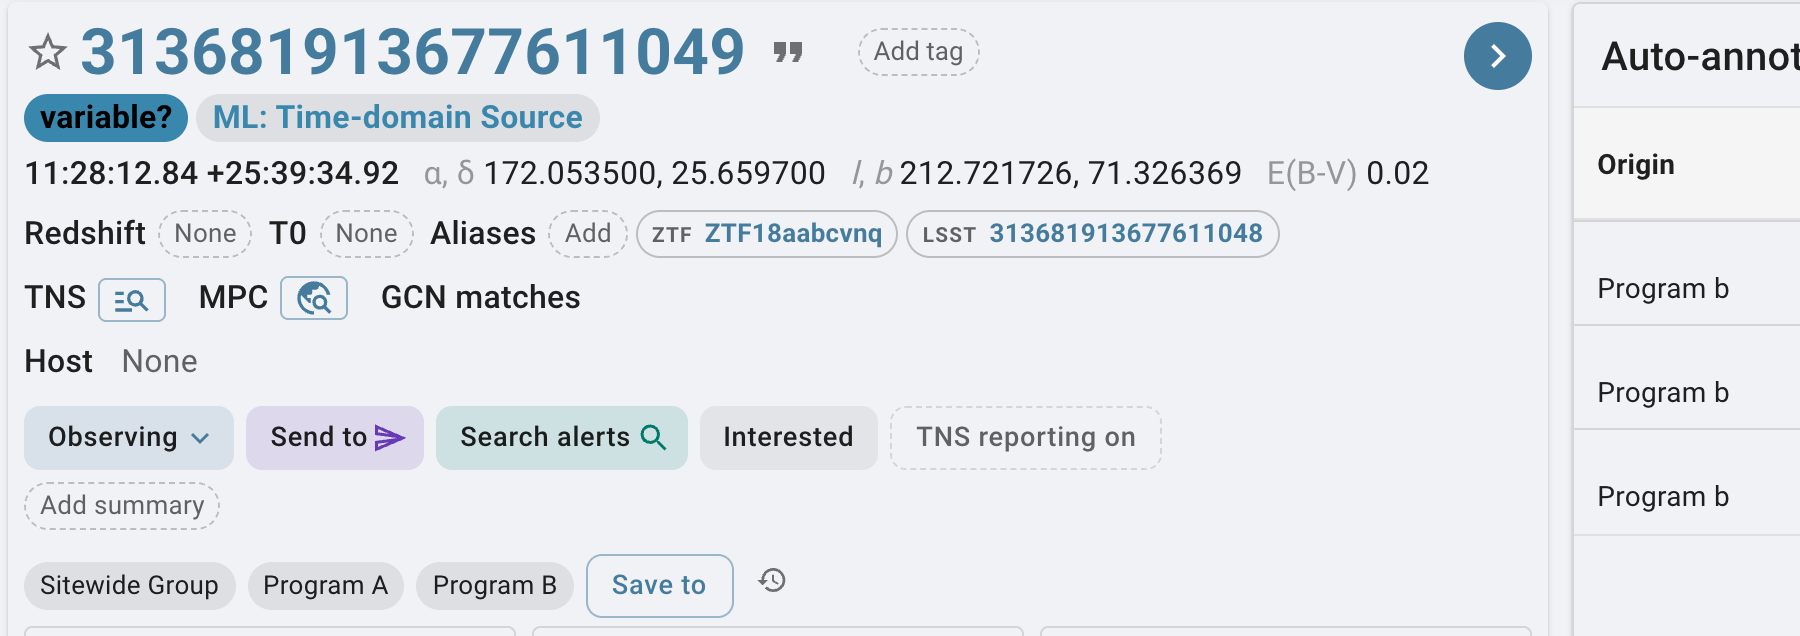 313681913677611049 Add tag
variable? ML: Time-domain Source
11:28:12.84 +25:39:34.92 α, δ 172.053500, 25.659700 l, b 212.721726, 71.326369 E(B-V) 0.02
Redshift None T0 None Aliases Add ZTF ZTF18aabcvnq LSST 313681913677611048
TNS MPC GCN matches
Host None
Observing Send to Search alerts Interested TNS reporting on
Add summary
Sitewide Group Program A Program B Save to
Auto-annot
Origin
Program b
Program b
Program b